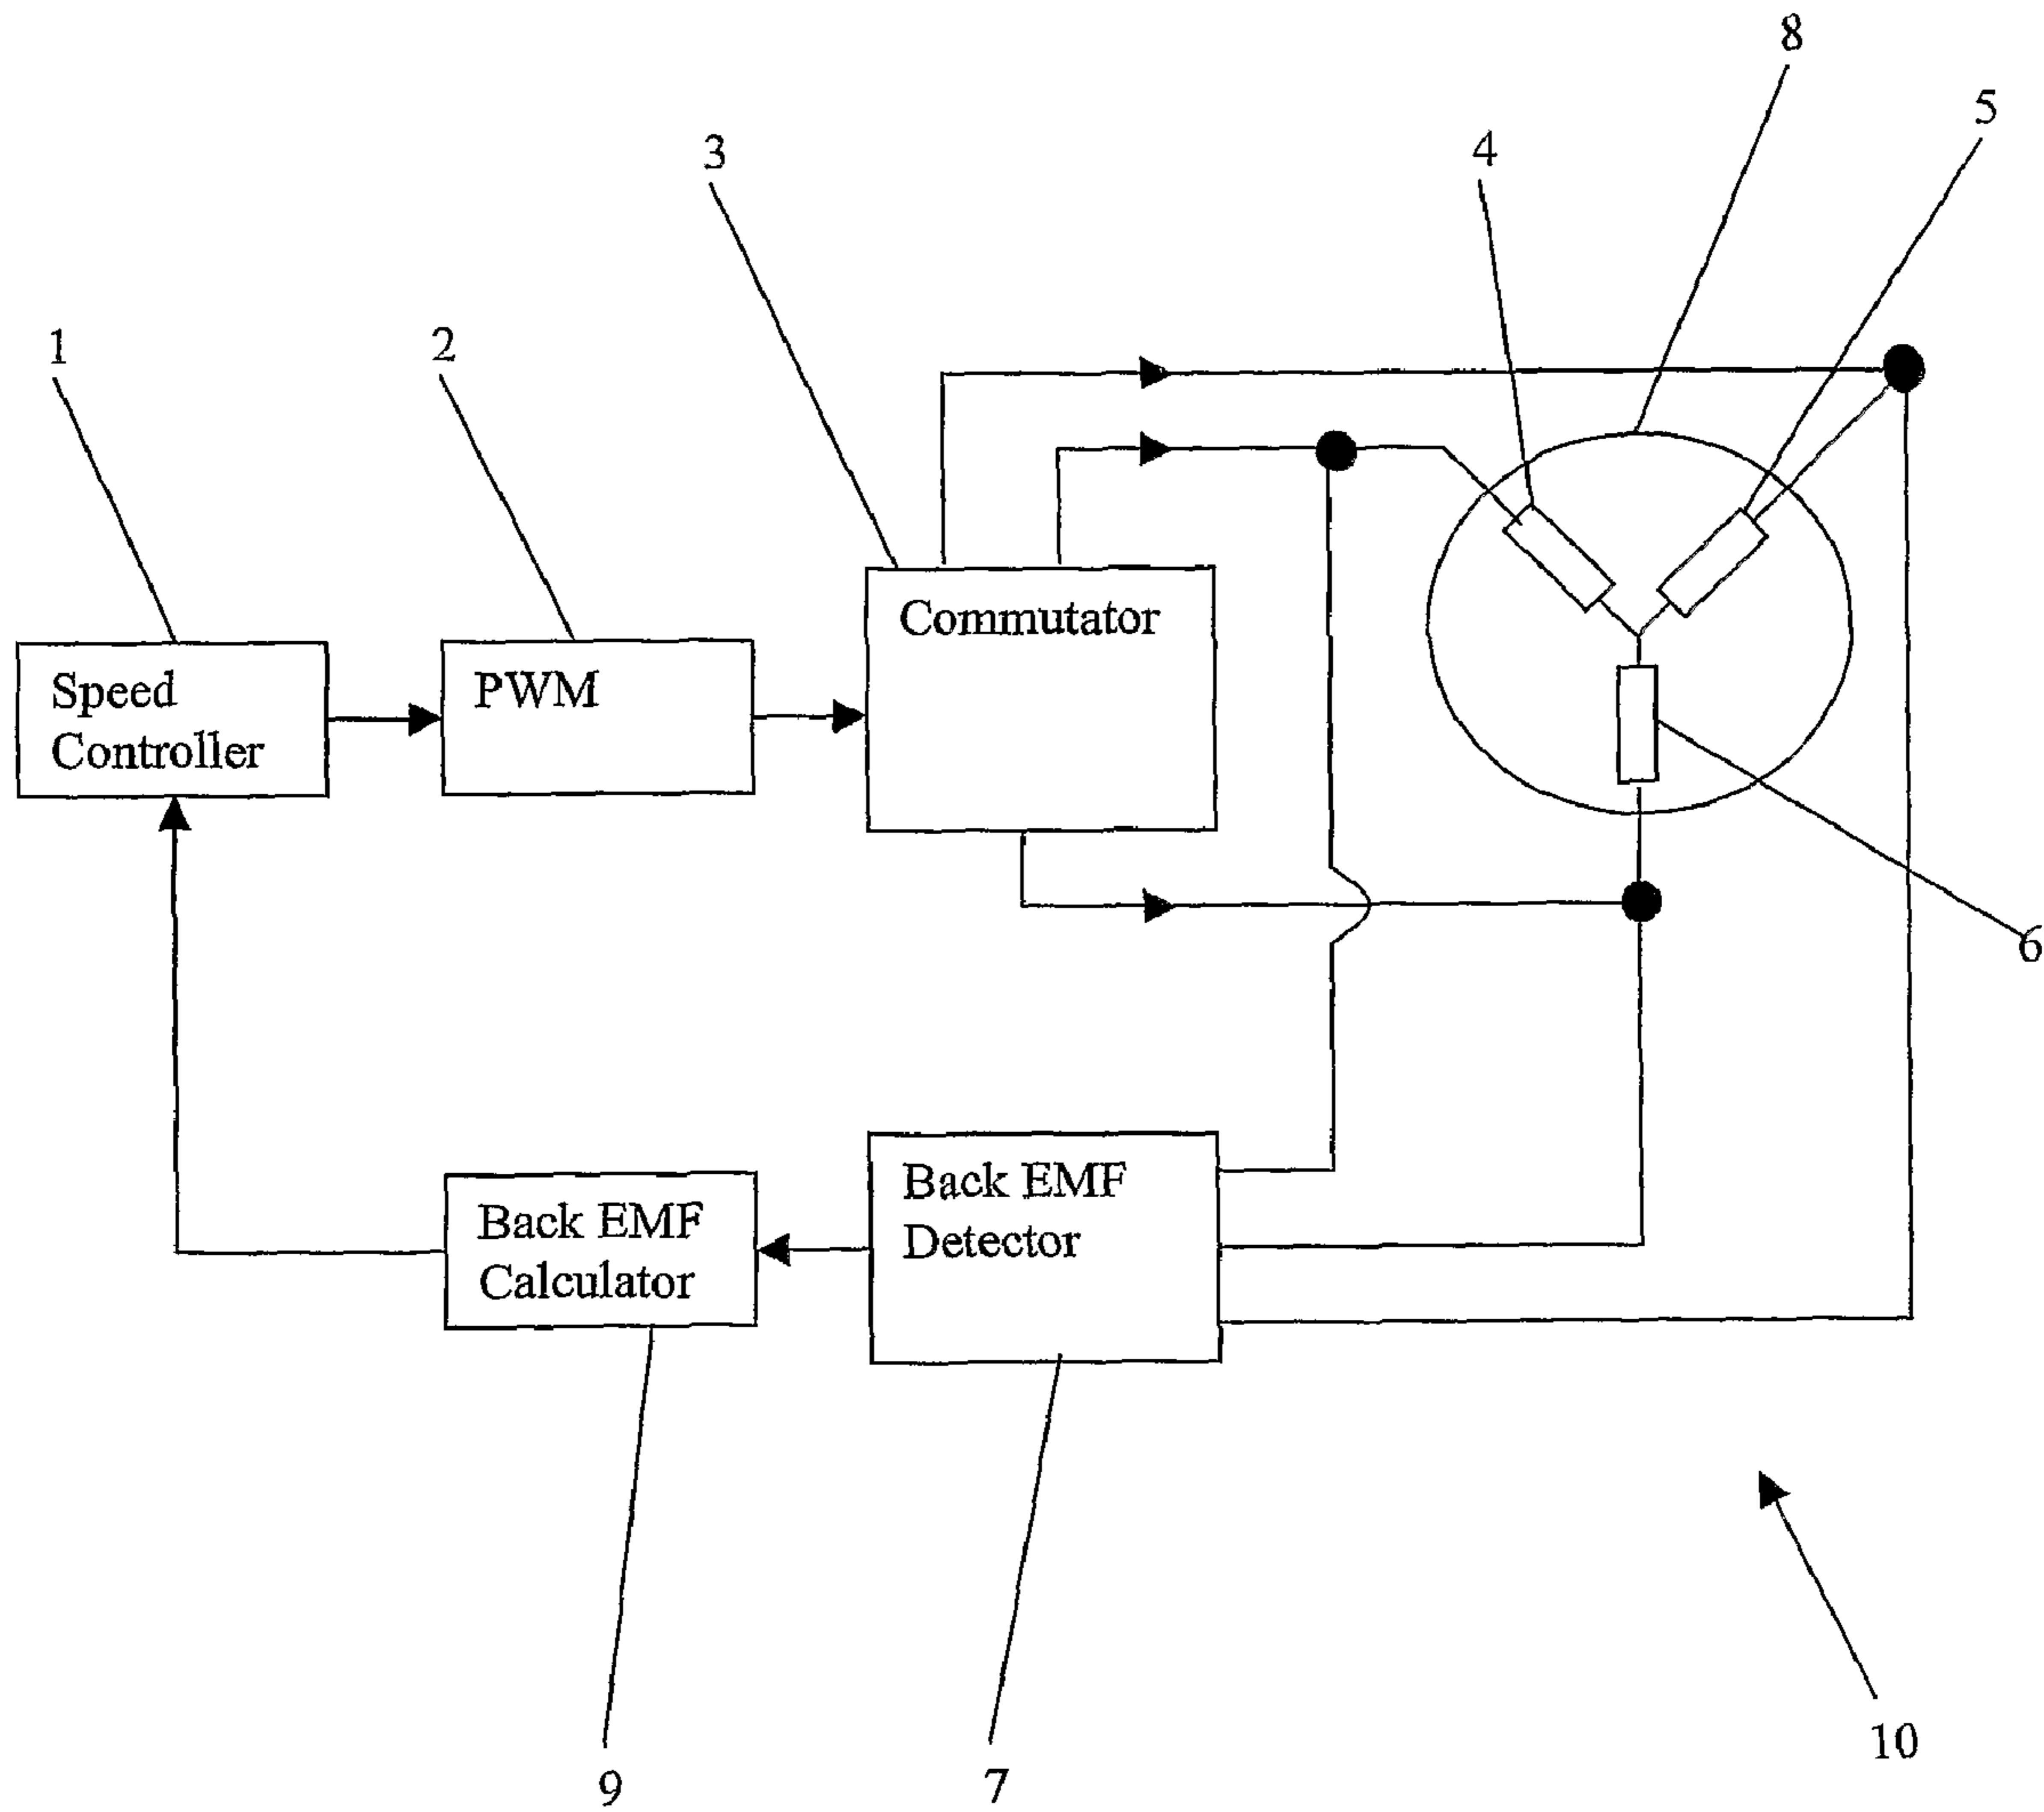 8
5
4
3
2
1
Commutator
Speed
Controller
PWM
6
Back EMF
Detector
Back EMF
Calculator
10
9
7